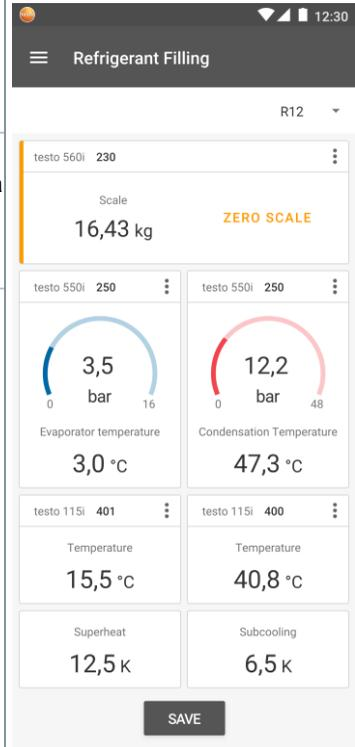 12:30
Refrigerant Filling
R12
testo 560i 230
Scale
16,43 kg
ZERO SCALE
testo 550i 250
3,5
bar
0 16
Evaporator temperature
3,0 °C
testo 550i 250
12,2
bar
0 48
Condensation Temperature
47,3 °C
testo 115i 401
Temperature
15,5 °C
testo 115i 400
Temperature
40,8 °C
Superheat
12,5 K
Subcooling
6,5 K
SAVE